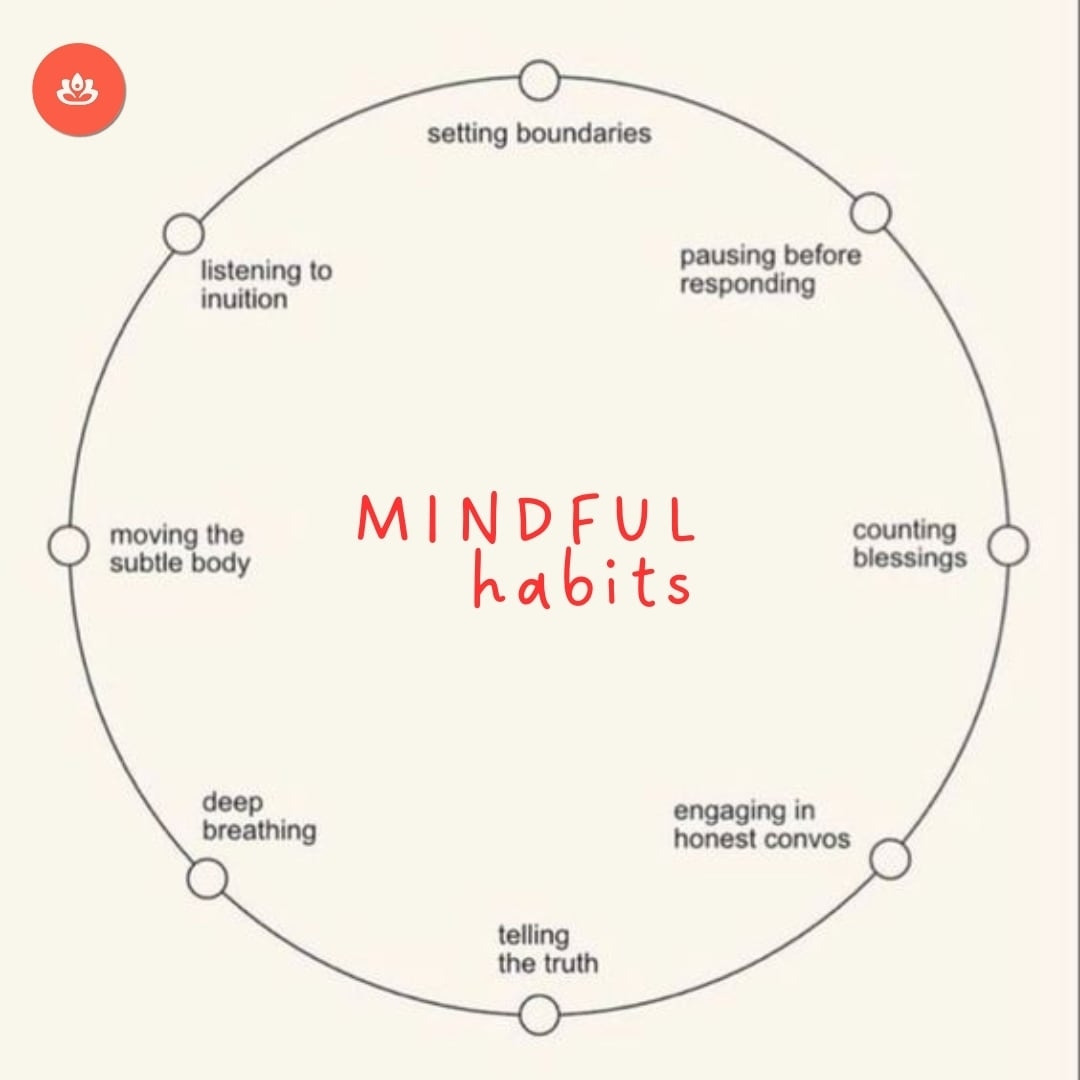 setting boundaries
pausing before
responding
counting
blessings
engaging in
honest convos
telling
the truth
deep
breathing
moving the
subtle body
listening to
inuition
MINDFUL
habits